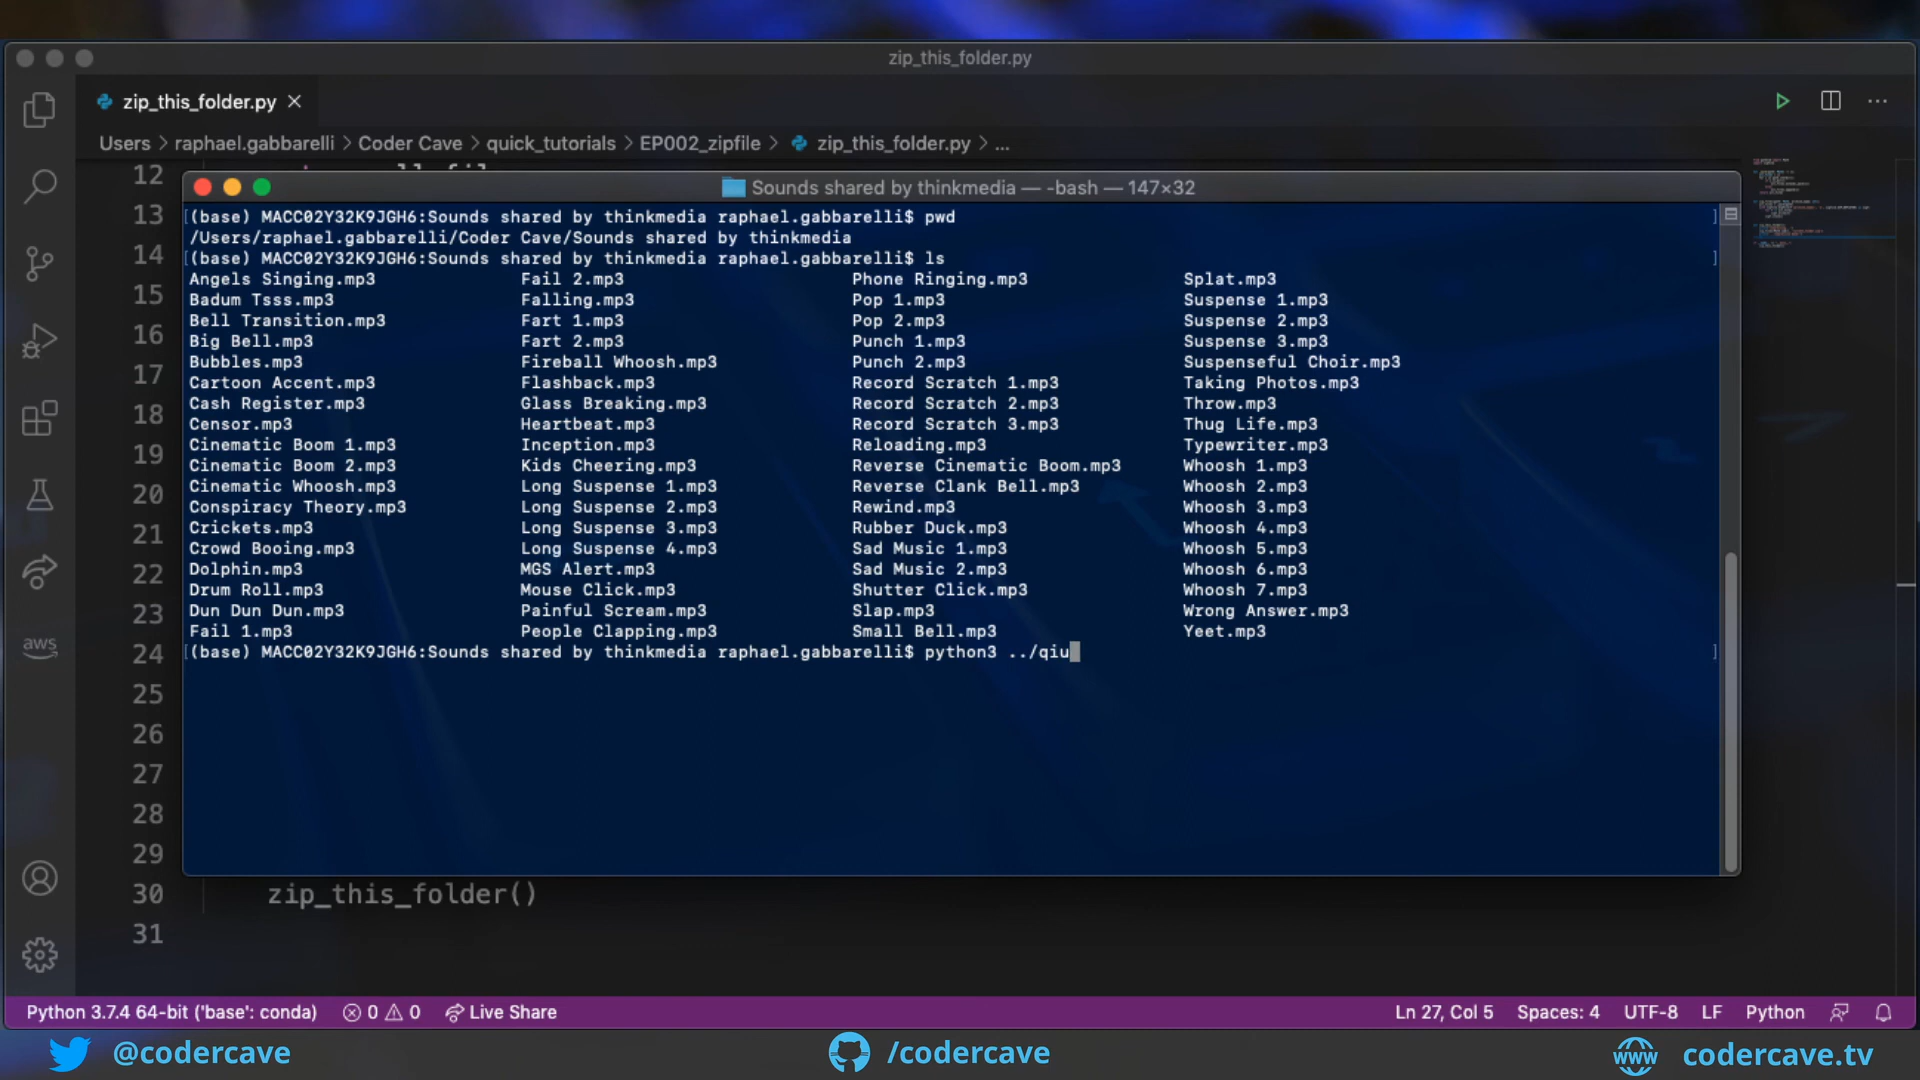 zip_this_folder.py
zip_this_folder.py
Users > raphael.gabbarelli > Coder Cave > quick_tutorials > EP002_zipfile > zip_this_folder.py > ...
12
Sounds shared by thinkmedia — -bash — 147×32
13 [(base) MACC02Y32K9JGH6:Sounds shared by thinkmedia raphael.gabbarelli$ pwd ]
/Users/raphael.gabbarelli/Coder Cave/Sounds shared by thinkmedia
14 [(base) MACC02Y32K9JGH6:Sounds shared by thinkmedia raphael.gabbarelli$ ls ]
Angels Singing.mp3 Fail 2.mp3 Phone Ringing.mp3 Splat.mp3
15 Badum Tsss.mp3 Falling.mp3 Pop 1.mp3 Suspense 1.mp3
Bell Transition.mp3 Fart 1.mp3 Pop 2.mp3 Suspense 2.mp3
16 Big Bell.mp3 Fart 2.mp3 Punch 1.mp3 Suspense 3.mp3
Bubbles.mp3 Fireball Whoosh.mp3 Punch 2.mp3 Suspenseful Choir.mp3
17 Cartoon Accent.mp3 Flashback.mp3 Record Scratch 1.mp3 Taking Photos.mp3
Cash Register.mp3 Glass Breaking.mp3 Record Scratch 2.mp3 Throw.mp3
18 Censor.mp3 Heartbeat.mp3 Record Scratch 3.mp3 Thug Life.mp3
19 Cinematic Boom 1.mp3 Inception.mp3 Reloading.mp3 Typewriter.mp3
Cinematic Boom 2.mp3 Kids Cheering.mp3 Reverse Cinematic Boom.mp3 Whoosh 1.mp3
20 Cinematic Whoosh.mp3 Long Suspense 1.mp3 Reverse Clank Bell.mp3 Whoosh 2.mp3
Conspiracy Theory.mp3 Long Suspense 2.mp3 Rewind.mp3 Whoosh 3.mp3
21 Crickets.mp3 Long Suspense 3.mp3 Rubber Duck.mp3 Whoosh 4.mp3
Crowd Booing.mp3 Long Suspense 4.mp3 Sad Music 1.mp3 Whoosh 5.mp3
22 Dolphin.mp3 MGS Alert.mp3 Sad Music 2.mp3 Whoosh 6.mp3
Drum Roll.mp3 Mouse Click.mp3 Shutter Click.mp3 Whoosh 7.mp3
23 Dun Dun Dun.mp3 Painful Scream.mp3 Slap.mp3 Wrong Answer.mp3
Fail 1.mp3 People Clapping.mp3 Small Bell.mp3 Yeet.mp3
24 [(base) MACC02Y32K9JGH6:Sounds shared by thinkmedia raphael.gabbarelli$ python3 ../qiu ]
aws
25
26
27
28
29
30 zip_this_folder()
31
Python 3.7.4 64-bit ('base': conda) 0 0 Live Share Ln 27, Col 5 Spaces: 4 UTF-8 LF Python
@codercave /codercave www codercave.tv